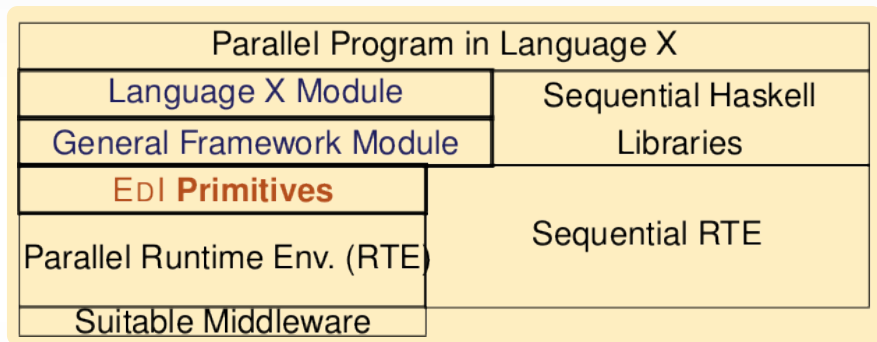 Parallel Program in Language X
Language X Module
Sequential Haskell
Libraries
General Framework Module
EDI Primitives
Sequential RTE
Parallel Runtime Env. (RTE)
Suitable Middleware